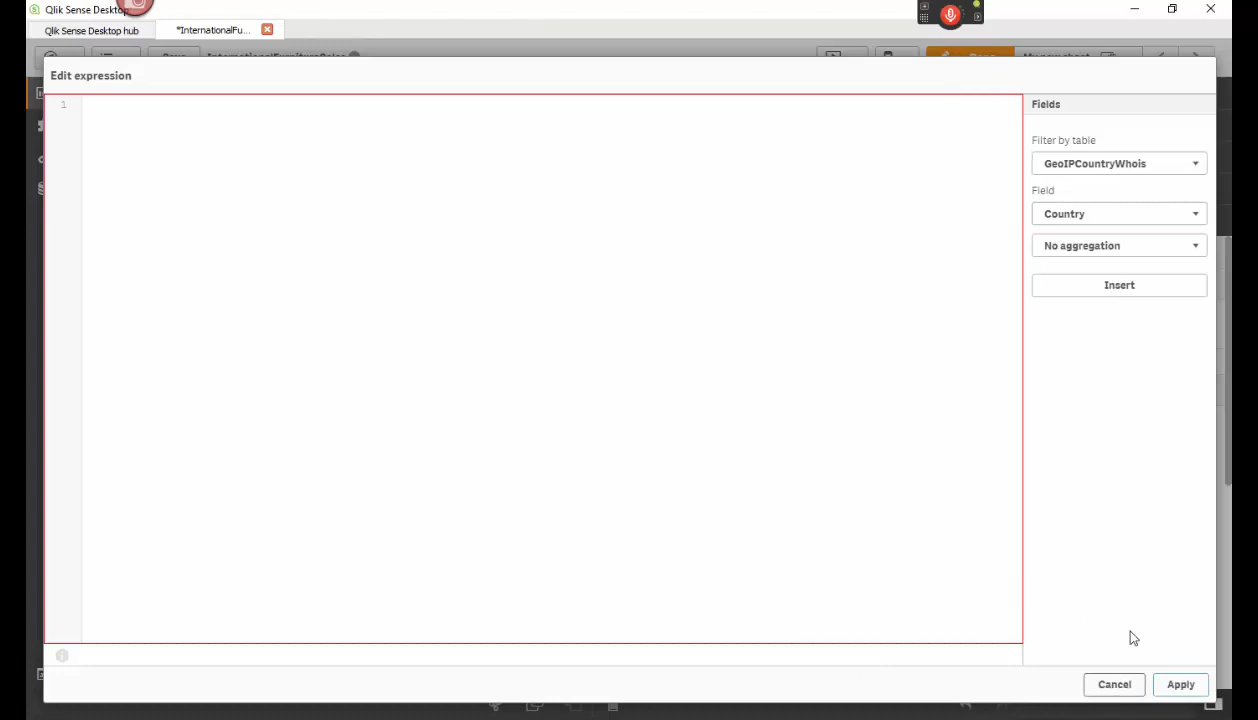 Qlik Sense Desktop
Qlik Sense Desktop hub
*InternationalFu...
Edit expression
1
Fields
Filter by table
GeoIPCountryWhois
Field
Country
No aggregation
Insert
Cancel
Apply